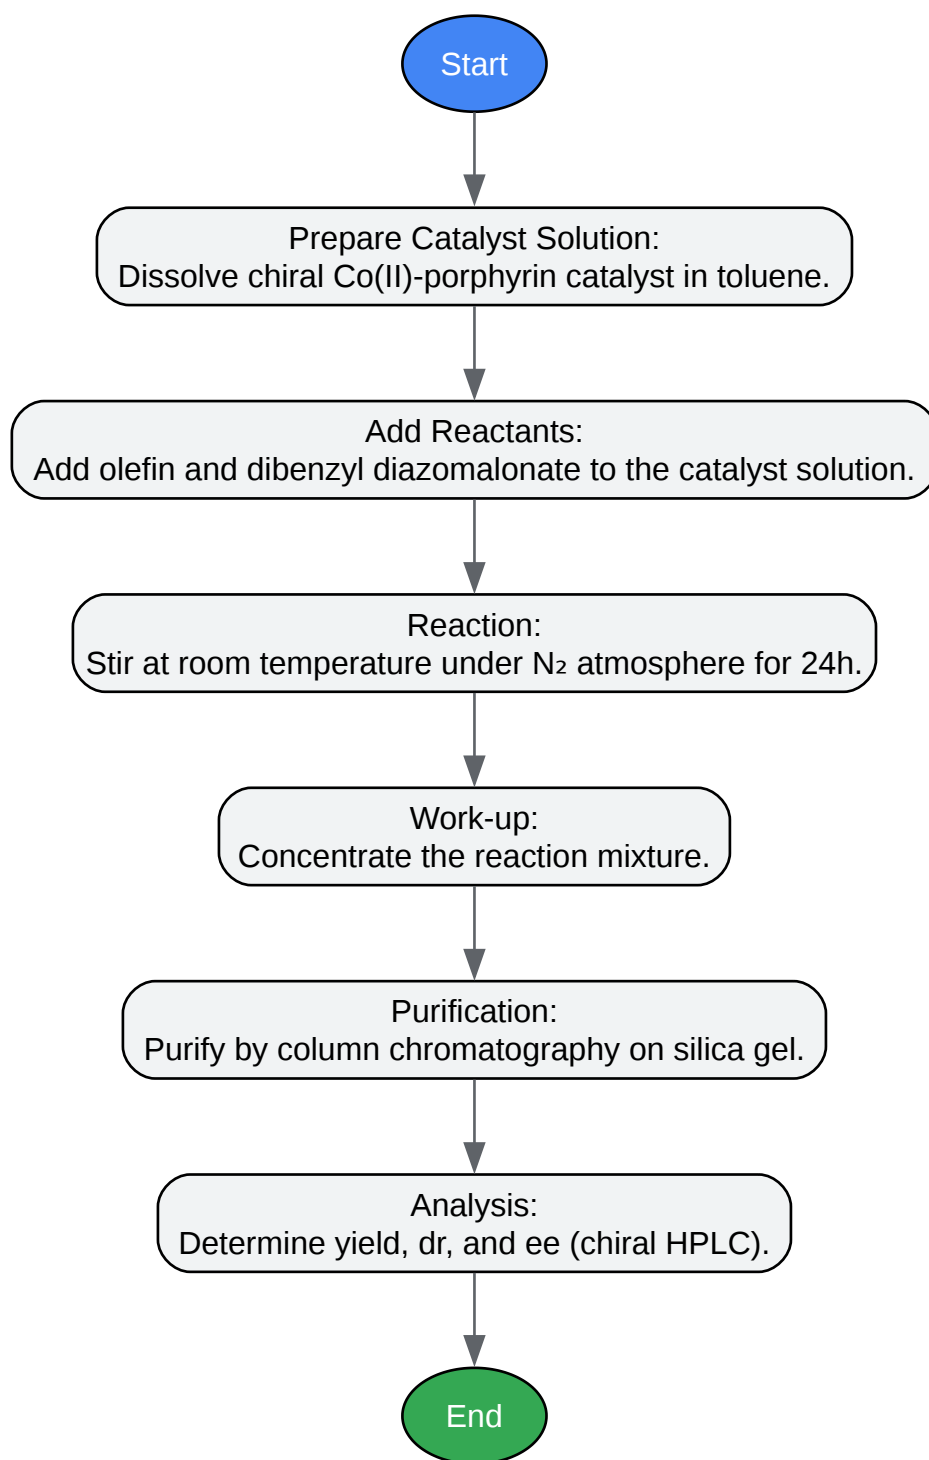 Start
Prepare Catalyst Solution:
Dissolve chiral Co(II)-porphyrin catalyst in toluene.
Add Reactants:
Add olefin and dibenzyl diazomalonate to the catalyst solution.
Reaction:
Stir at room temperature under N₂ atmosphere for 24h.
Work-up:
Concentrate the reaction mixture.
Purification:
Purify by column chromatography on silica gel.
Analysis:
Determine yield, dr, and ee (chiral HPLC).
End